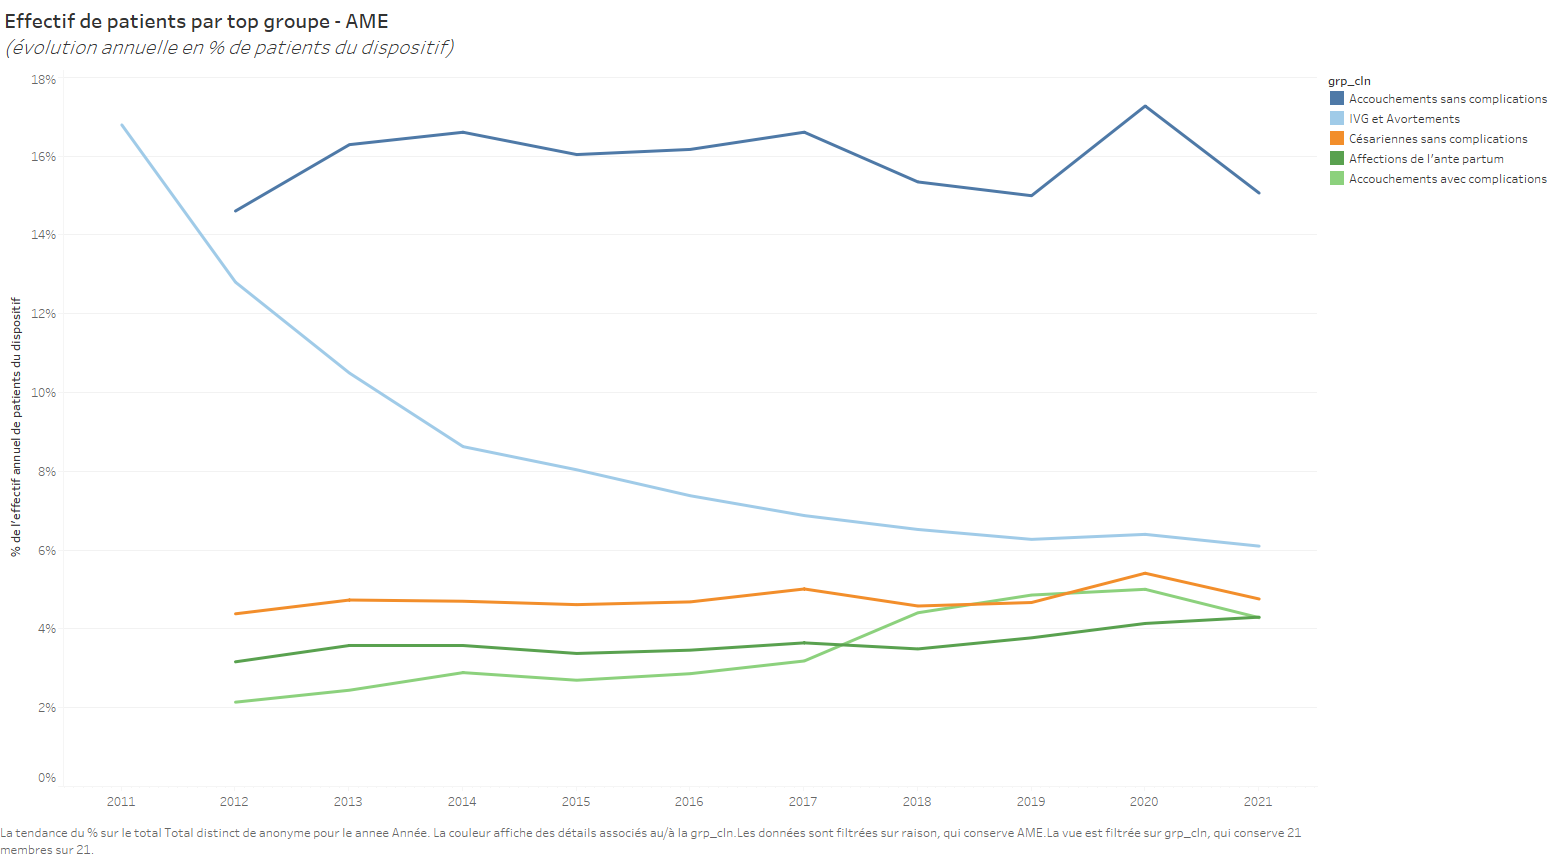 Effectif de patients par top groupe - AME
(évolution annuelle en % de patients du dispositif)
18%
16%
14%
12%
10%
8%
6%
4%
2%
0%
% de l'effectif annuel de patients du dispositif
2011 2012 2013 2014 2015 2016 2017 2018 2019 2020 2021
grp_cln
Accouchements sans complications
IVG et Avortements
Césariennes sans complications
Affections de l'ante partum
Accouchements avec complications
La tendance du % sur le total Total distinct de anonyme pour le annee Année. La couleur affiche des détails associés au/à la grp_cln.Les données sont filtrées sur raison, qui conserve AME.La vue est filtrée sur grp_cln, qui conserve 21
membres sur 21.